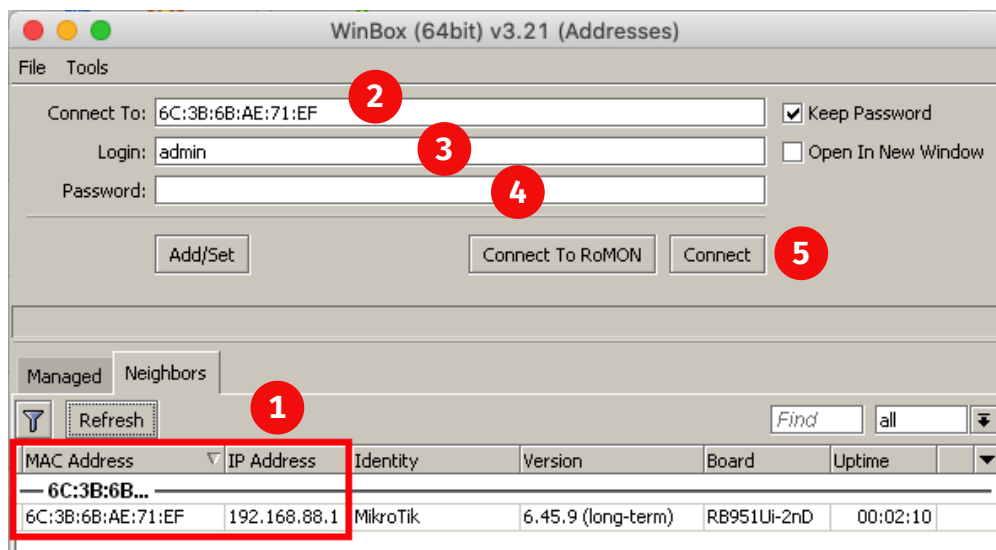 WinBox (64bit) v3.21 (Addresses)
File Tools
Connect To: 6C:3B:6B:AE:71:EF 2 Keep Password
Login: admin 3 Open In New Window
Password: 4
Add/Set Connect To RoMON Connect 5
Managed Neighbors
Refresh 1 Find all
MAC Address IP Address Identity Version Board Uptime
6C:3B:6B...
6C:3B:6B:AE:71:EF 192.168.88.1 MikroTik 6.45.9 (long-term) RB951Ui-2nD 00:02:10